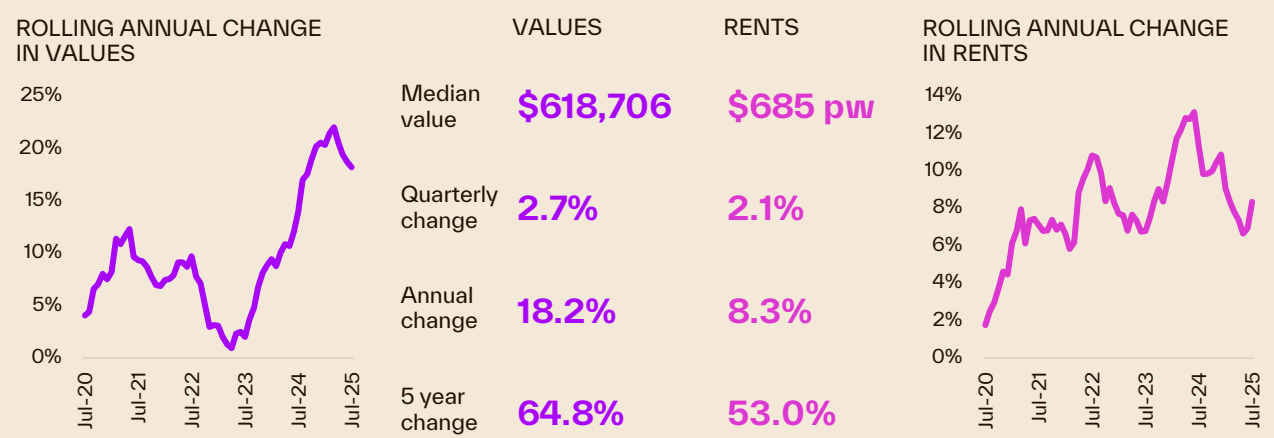 ROLLING ANNUAL CHANGE
IN VALUES
25%
20%
15%
10%
5%
0%
Jul-20
Jul-21
Jul-22
Jul-23
Jul-24
Jul-25
VALUES
RENTS
Median
value
$618,706
$685 pw
Quarterly
change
2.7%
2.1%
Annual
change
18.2%
8.3%
5 year
change
64.8%
53.0%
ROLLING ANNUAL CHANGE
IN RENTS
14%
12%
10%
8%
6%
4%
2%
0%
Jul-20
Jul-21
Jul-22
Jul-23
Jul-24
Jul-25